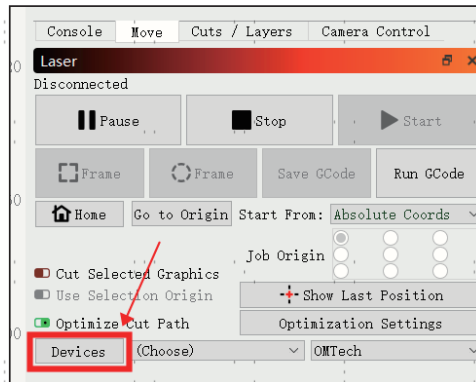 Console Move Cuts / Layers Camera Control
Laser
Disconnected
Pause Stop Start
Frame Frame Save GCode Run GCode
Home Go to Origin Start From: Absolute Coords
Job Origin
Cut Selected Graphics
Use Selection Origin Show Last Position
Optimize Cut Path Optimization Settings
Devices (Choose) OMTech